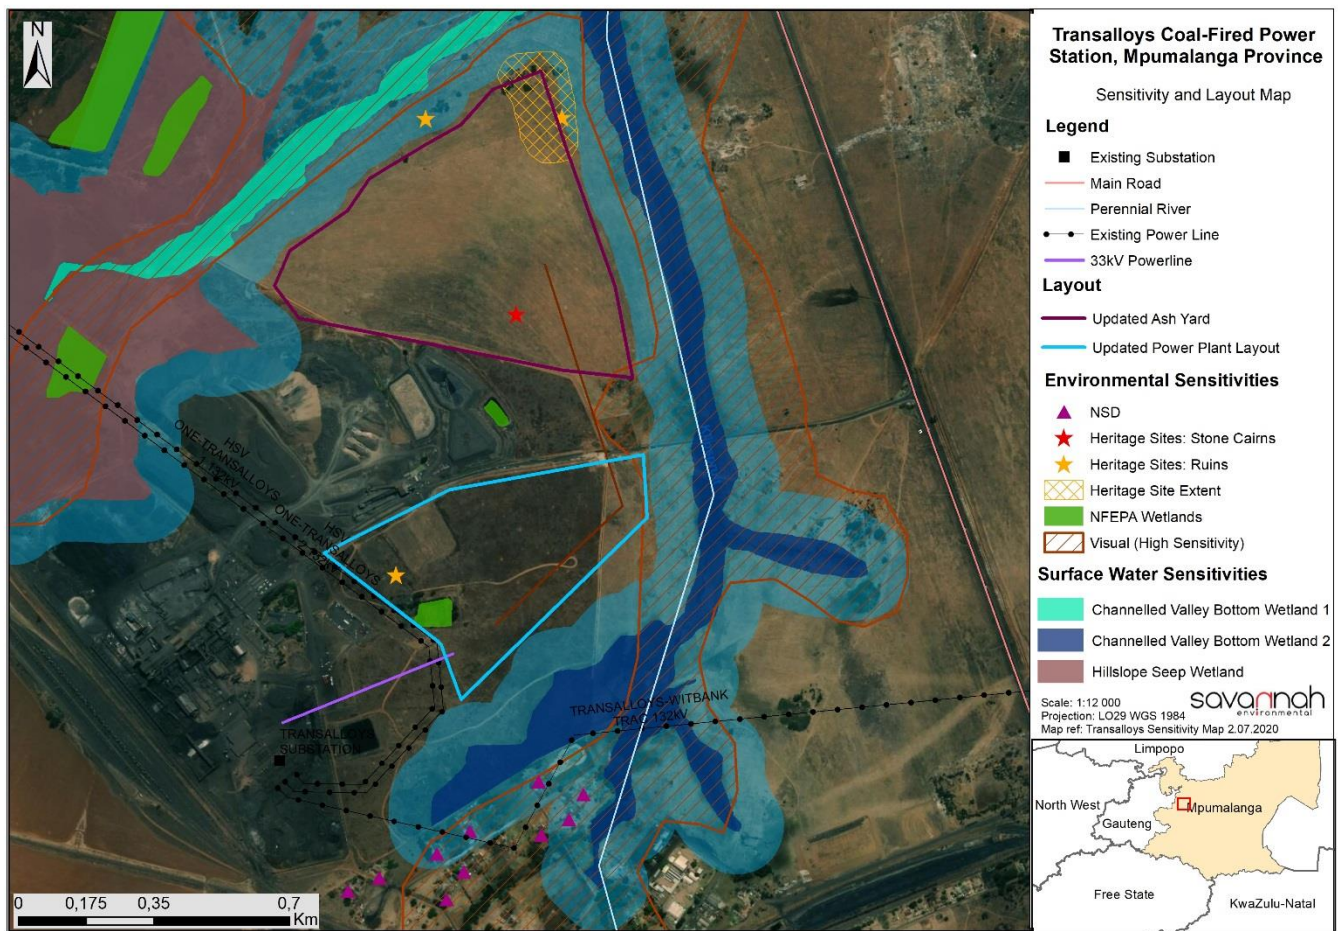 N
HSV
ONE-TRANSALLOYS
132kV
HSV
ONE-TRANSALLOYS
TRANSALLOYS-WITBANK
TRAC 132kV
TRANSALLOYS
SUBSTATION
0 0,175 0,35 0,7
Km
Transalloys Coal-Fired Power
Station, Mpumalanga Province
Sensitivity and Layout Map
Legend
Existing Substation
Main Road
Perennial River
Existing Power Line
33kV Powerline
Layout
Updated Ash Yard
Updated Power Plant Layout
Environmental Sensitivities
NSD
Heritage Sites: Stone Cairns
Heritage Sites: Ruins
Heritage Site Extent
NFEPA Wetlands
Visual (High Sensitivity)
Surface Water Sensitivities
Channelled Valley Bottom Wetland 1
Channelled Valley Bottom Wetland 2
Hillslope Seep Wetland
Scale: 1:12 000
Projection: LO29 WGS 1984
Map ref: Transalloys Sensitivity Map 2.07.2020
savannah
environmental
Limpopo
North West
Mpumalanga
Gauteng
Free State
KwaZulu-Natal